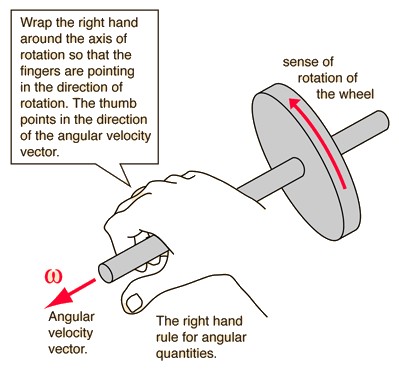 Wrap the right hand
around the axis of
rotation so that the
fingers are pointing
in the direction of
rotation. The thumb
points in the direction
of the angular velocity
vector.
sense of
rotation of
the wheel
ω
Angular
velocity
vector.
The right hand
rule for angular
quantities.